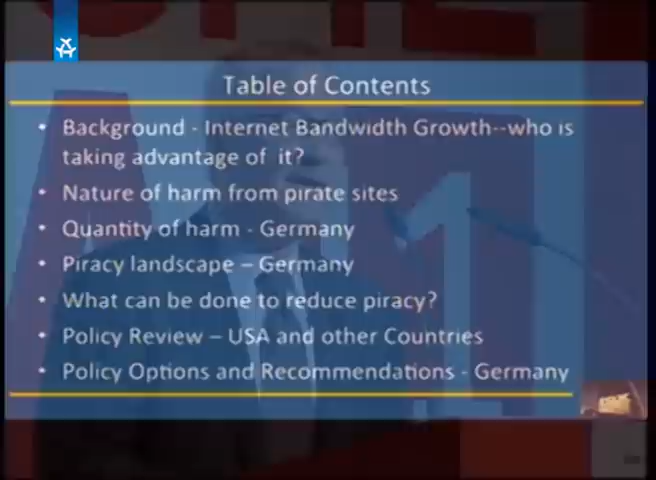 Table of Contents
• Background - Internet Bandwidth Growth--who is
taking advantage of it?
• Nature of harm from pirate sites
• Quantity of harm - Germany
• Piracy landscape – Germany
• What can be done to reduce piracy?
• Policy Review – USA and other Countries
• Policy Options and Recommendations - Germany